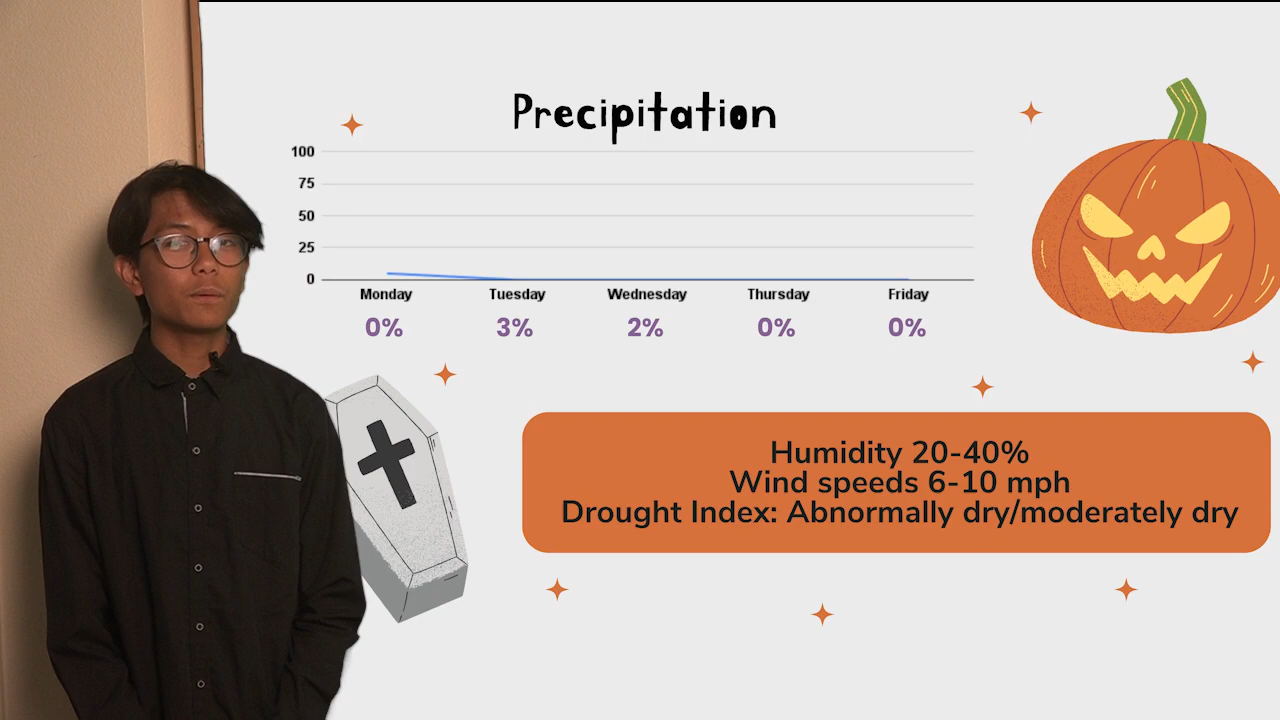 Precipitation
100
75
50
25
0
Monday Tuesday Wednesday Thursday Friday
0% 3% 2% 0% 0%
Humidity 20-40%
Wind speeds 6-10 mph
Drought Index: Abnormally dry/moderately dry